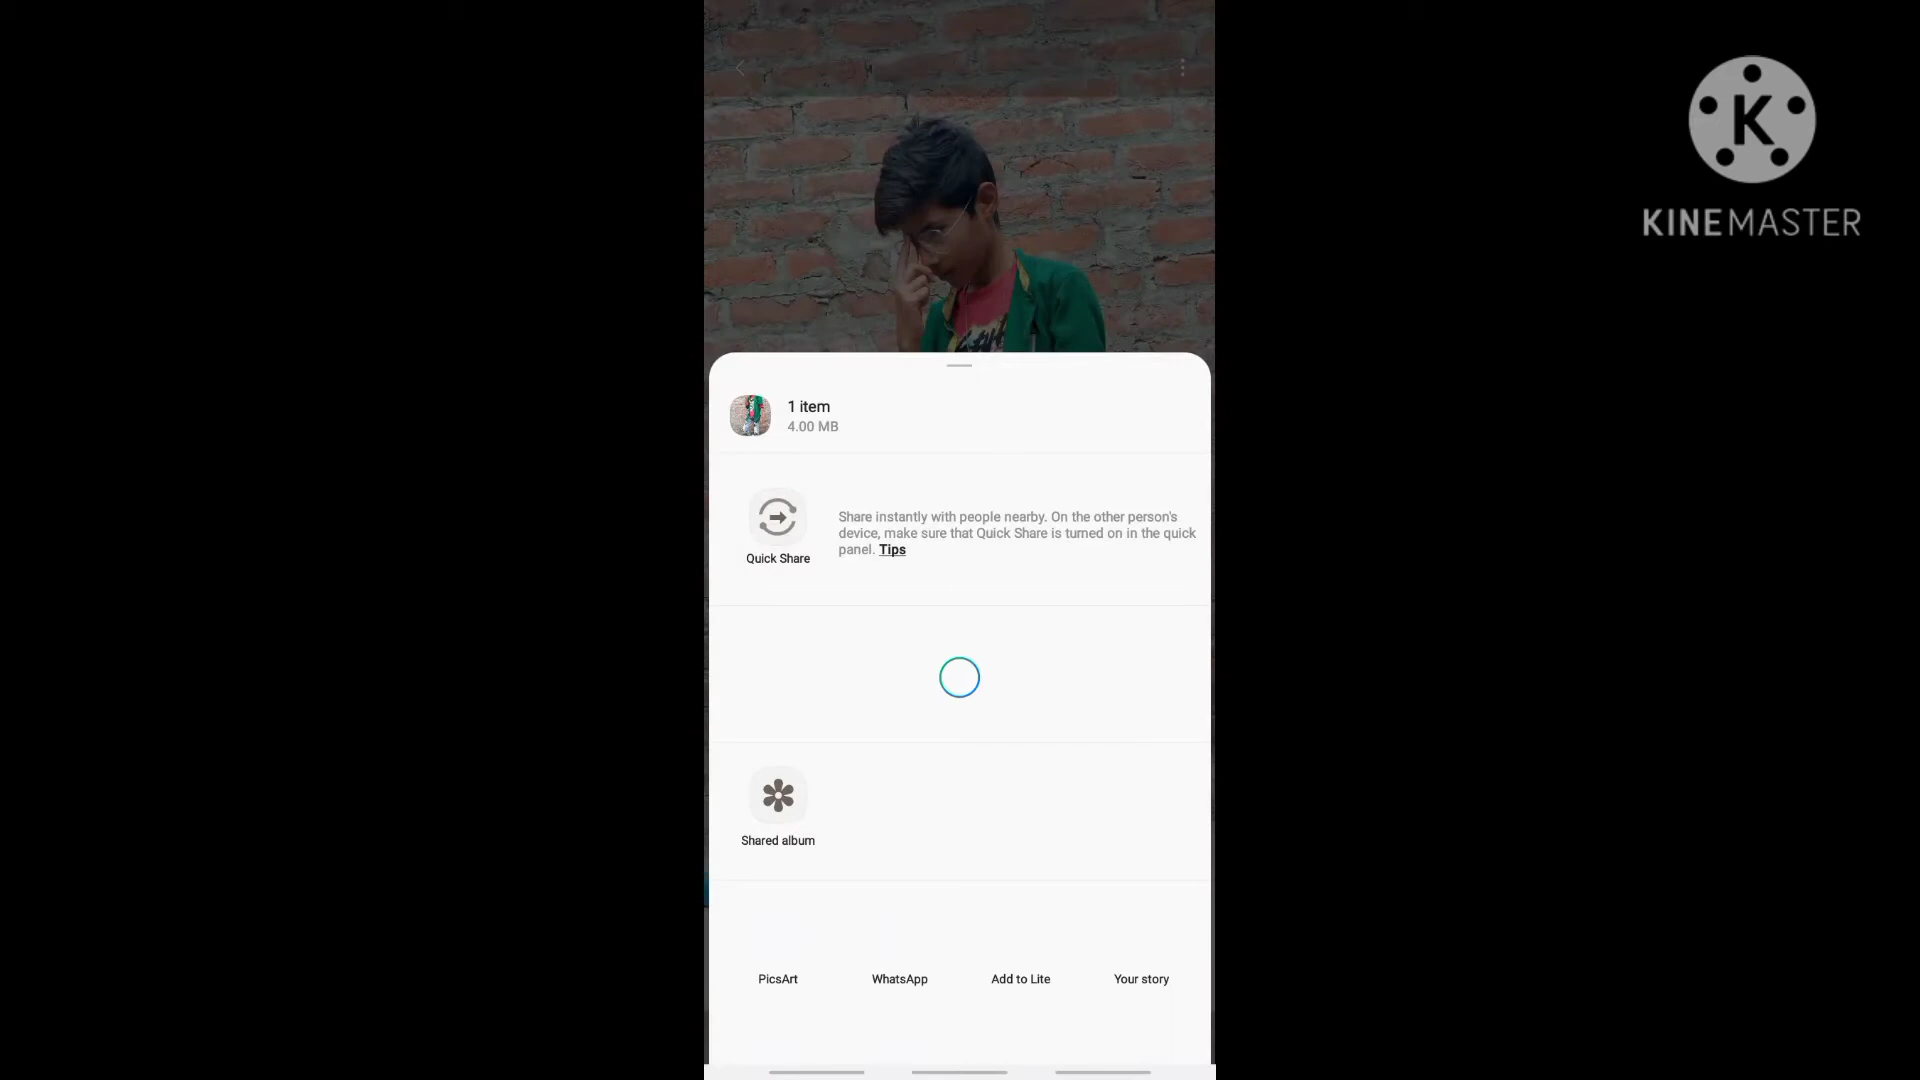 K
KINEMASTER
1 item
4.00 MB
Share instantly with people nearby. On the other person's
device, make sure that Quick Share is turned on in the quick
panel. Tips
Quick Share
Shared album
PicsArt
WhatsApp
Add to Lite
Your story